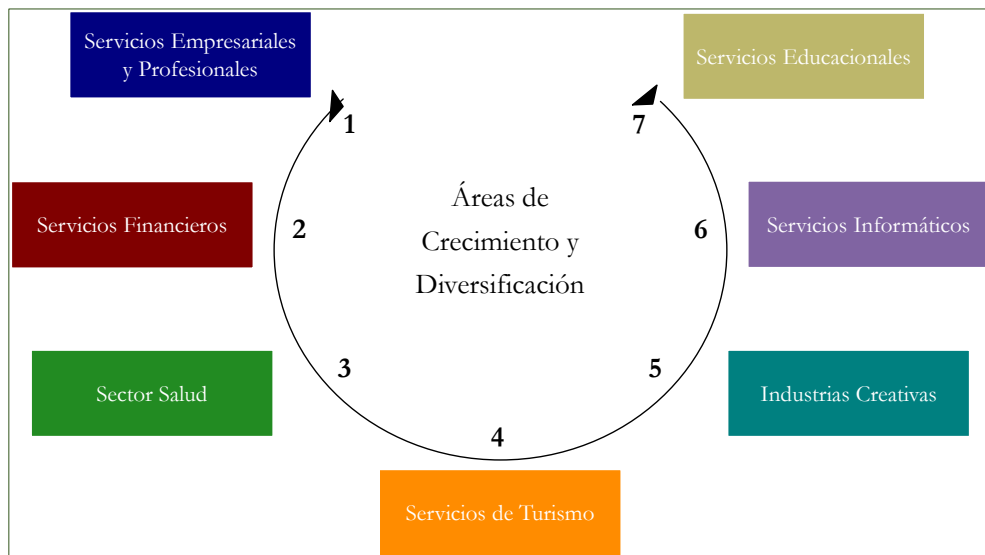 Servicios Empresariales
y Profesionales
Servicios Educacionales
1
7
Áreas de
Crecimiento y
Diversificación
Servicios Financieros
2
6
Servicios Informáticos
Sector Salud
3
5
Industrias Creativas
4
Servicios de Turismo